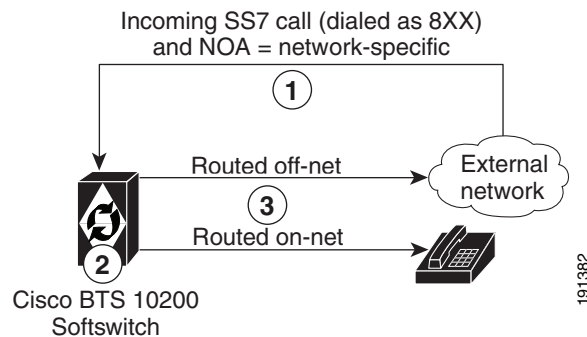 Incoming SS7 call (dialed as 8XX)
and NOA = network-specific
1
Routed off-net
External
network
3
Routed on-net
2
Cisco BTS 10200
Softswitch
191382